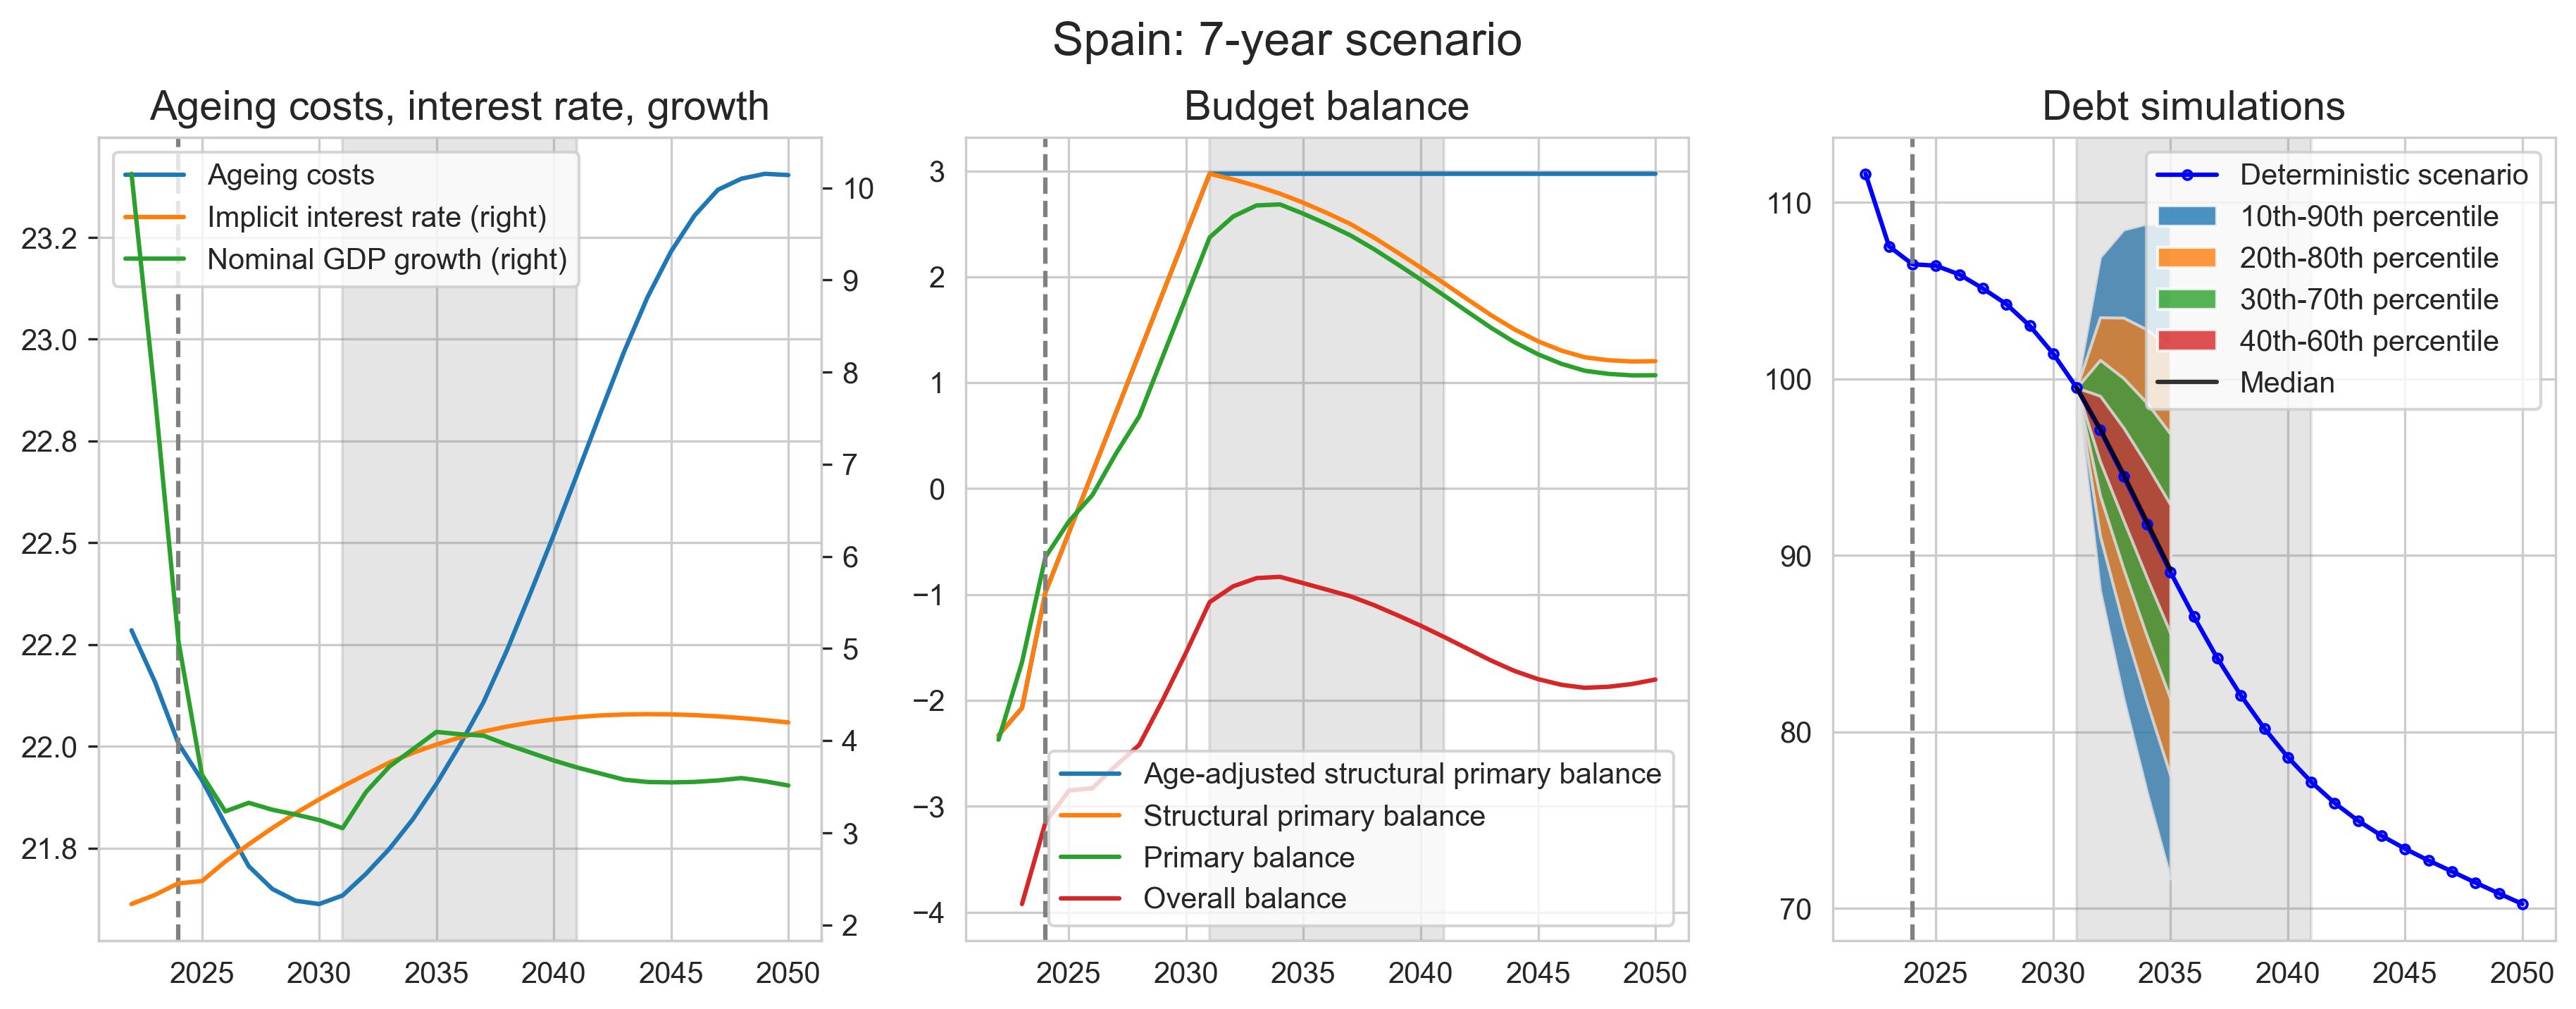 Spain: 7-year scenario
Ageing costs, interest rate, growth
Ageing costs
Implicit interest rate (right)
Nominal GDP growth (right)
23.2
23.0
22.8
22.5
22.2
22.0
21.8
10
9
8
7
6
5
4
3
2
2025 2030 2035 2040 2045 2050
Budget balance
3
2
1
0
−1
−2
−3
−4
Age-adjusted structural primary balance
Structural primary balance
Primary balance
Overall balance
2025 2030 2035 2040 2045 2050
Debt simulations
Deterministic scenario
10th-90th percentile
20th-80th percentile
30th-70th percentile
40th-60th percentile
Median
110
100
90
80
70
2025 2030 2035 2040 2045 2050